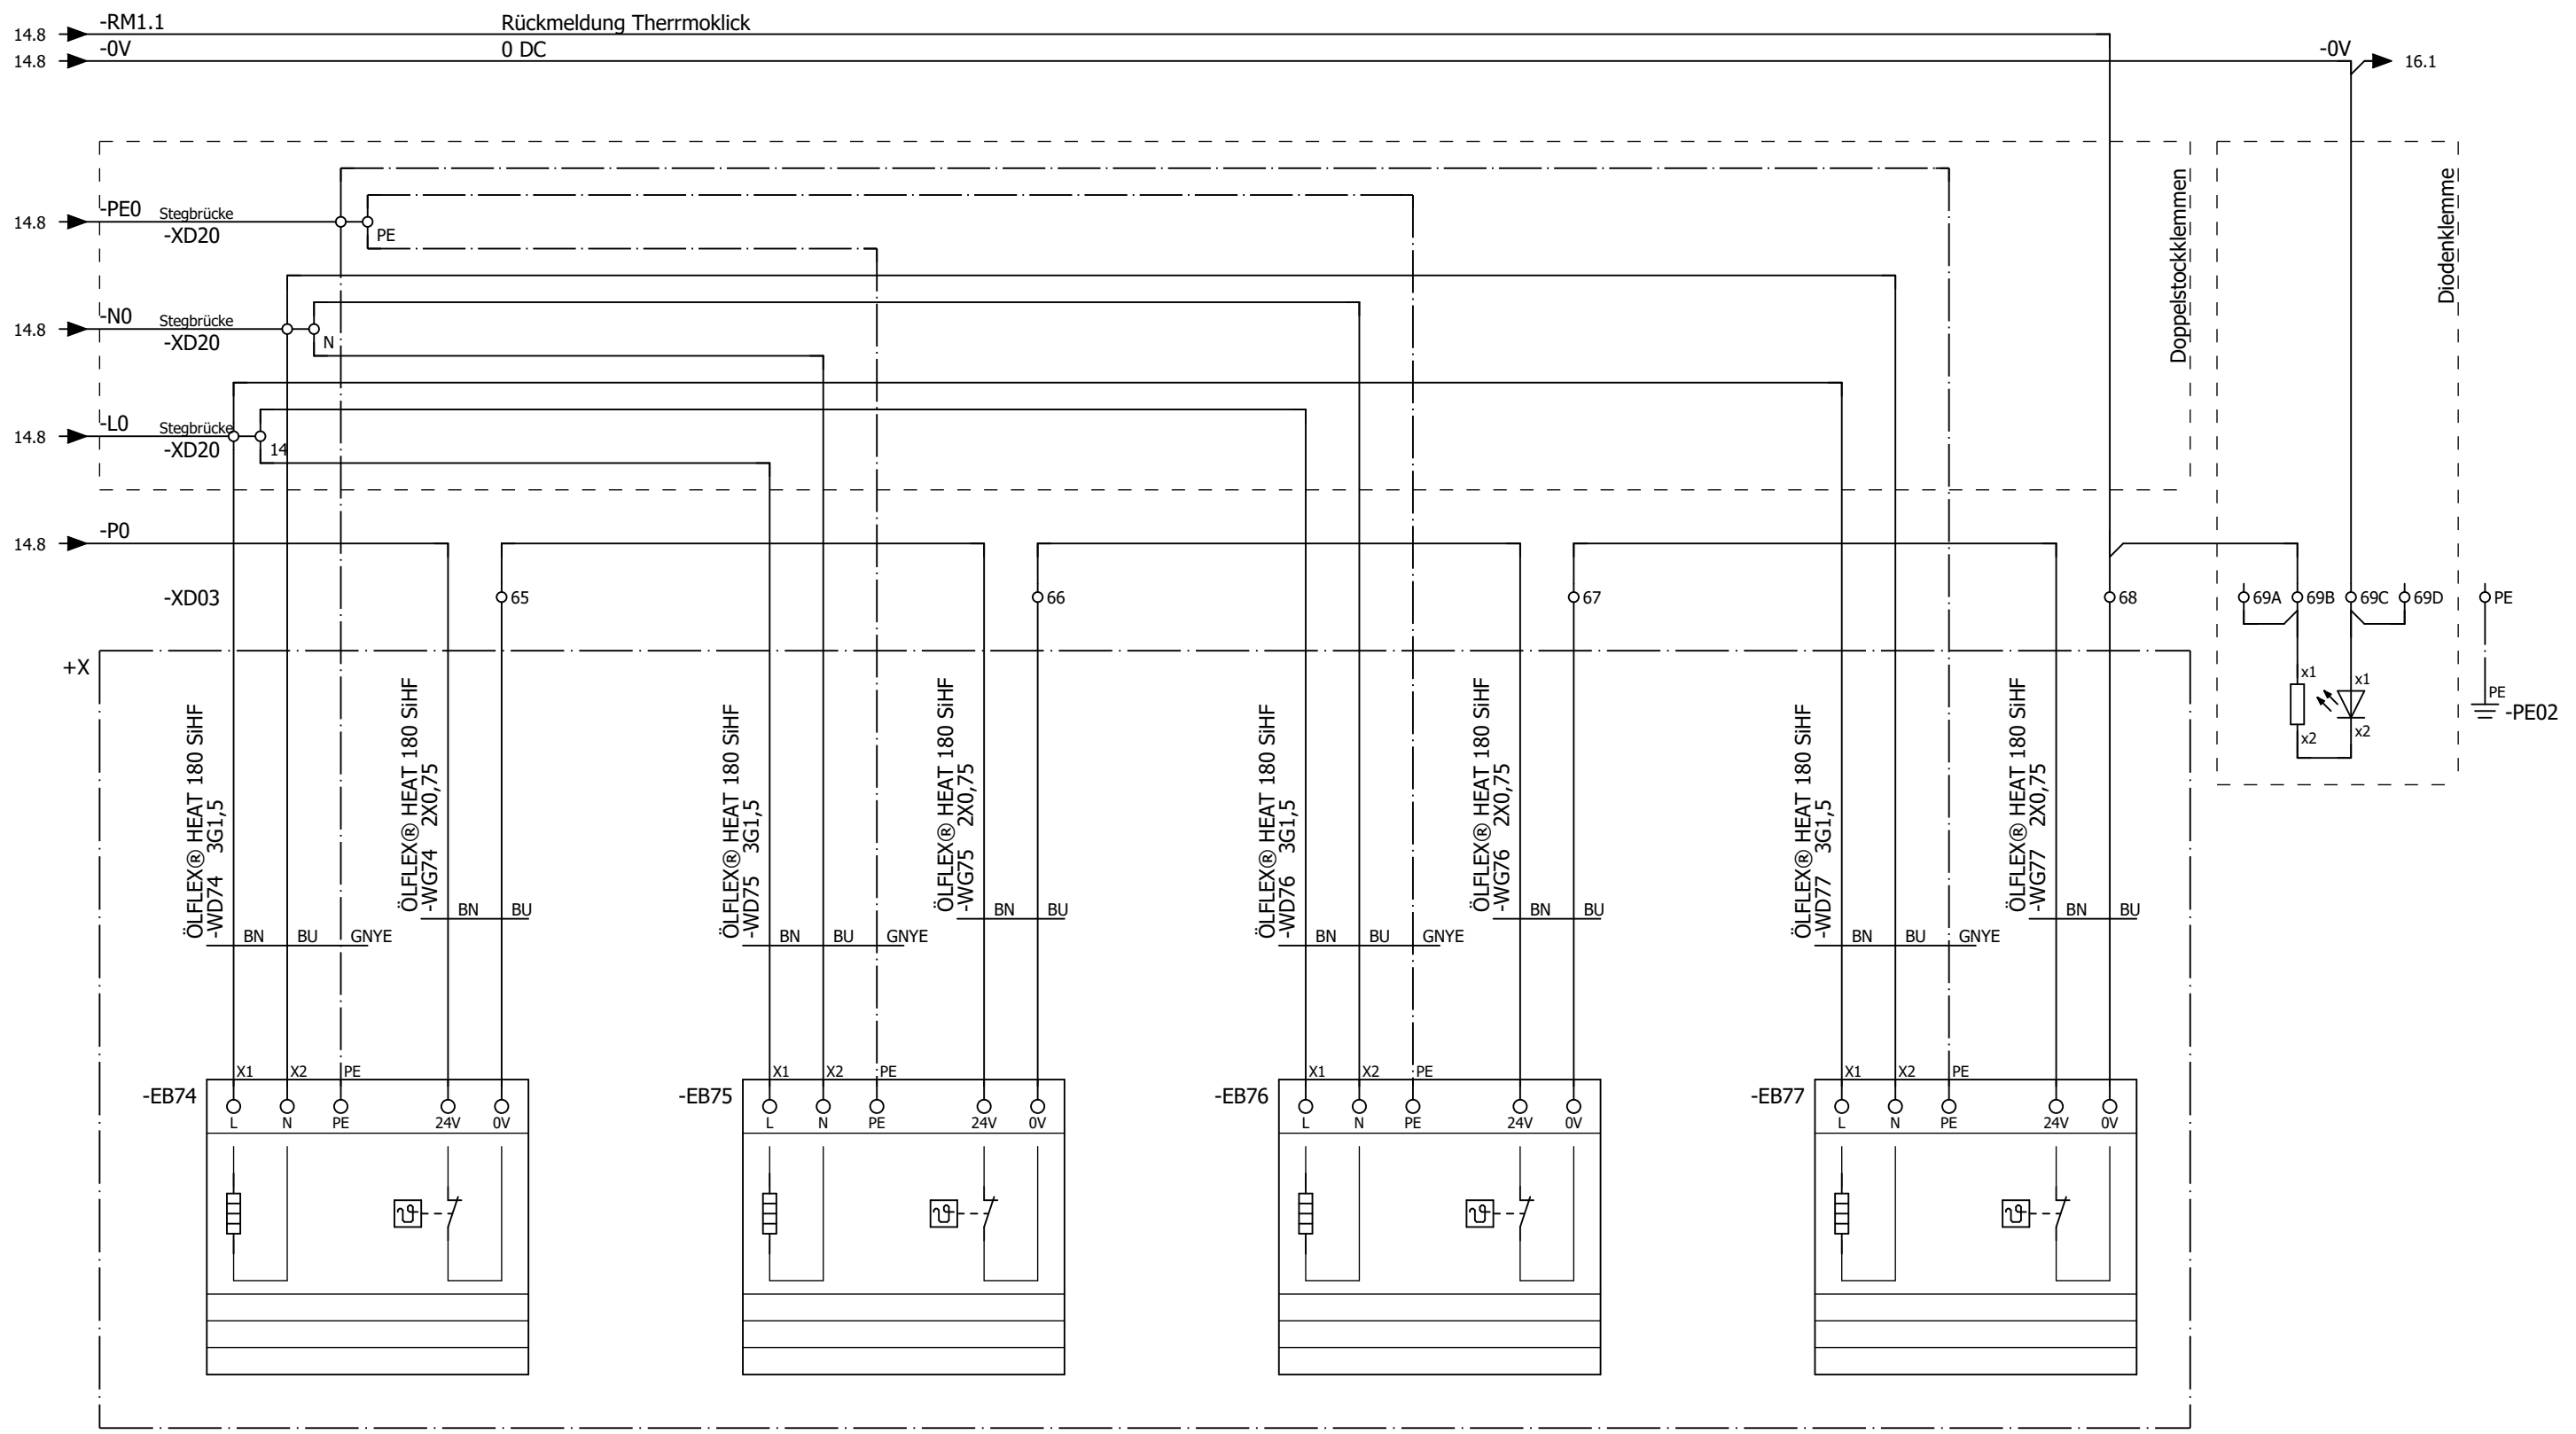 -RM1.1 Rückmeldung Therrmoklick
14.8
-0V 0 DC -0V
14.8 16.1
-PE0 Stegbrücke
14.8 -XD20 PE
-N0 Stegbrücke
14.8 -XD20 N
-L0 Stegbrücke
14.8 -XD20 14
Doppelstockklemmen
Diodenklemme
-P0
14.8
-XD03 65 66 67 68 69A 69B 69C 69D PE
+X
x1 x1 PE
x2 x2 -PE02
ÖLFLEX® HEAT 180 SiHF
-WD74 3G1,5
ÖLFLEX® HEAT 180 SiHF
-WG74 2X0,75
ÖLFLEX® HEAT 180 SiHF
-WD75 3G1,5
ÖLFLEX® HEAT 180 SiHF
-WG75 2X0,75
ÖLFLEX® HEAT 180 SiHF
-WD76 3G1,5
ÖLFLEX® HEAT 180 SiHF
-WG76 2X0,75
ÖLFLEX® HEAT 180 SiHF
-WD77 3G1,5
ÖLFLEX® HEAT 180 SiHF
-WG77 2X0,75
BN BU BN BU BN BU BN BU
BN BU GNYE BN BU GNYE BN BU GNYE BN BU GNYE
X1 X2 PE X1 X2 PE X1 X2 PE X1 X2 PE
-EB74 -EB75 -EB76 -EB77
L N PE 24V 0V L N PE 24V 0V L N PE 24V 0V L N PE 24V 0V
ϑ ϑ ϑ ϑ